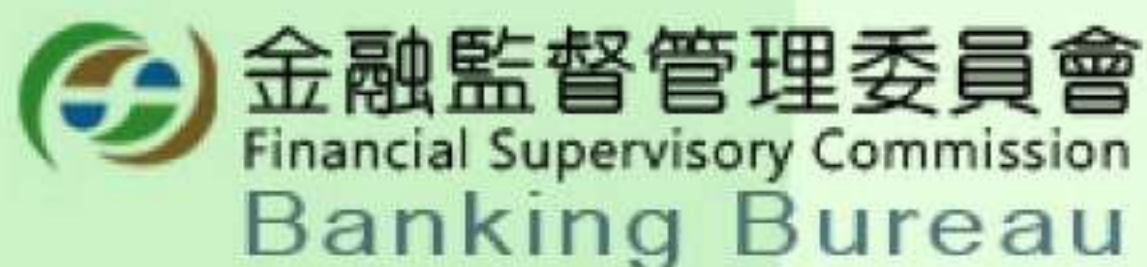 金融監督管理委員會
Financial Supervisory Commission
Banking Bureau